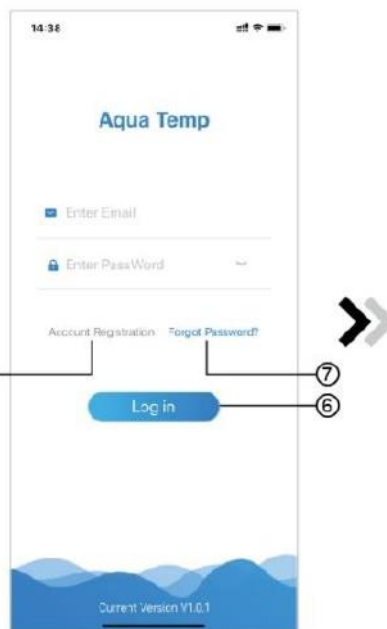 14:38
Aqua Temp
Enter Email
Enter PassWord
Account Registration Forgot Password?
⑦
Log in ⑥
Current Version V1.0.1